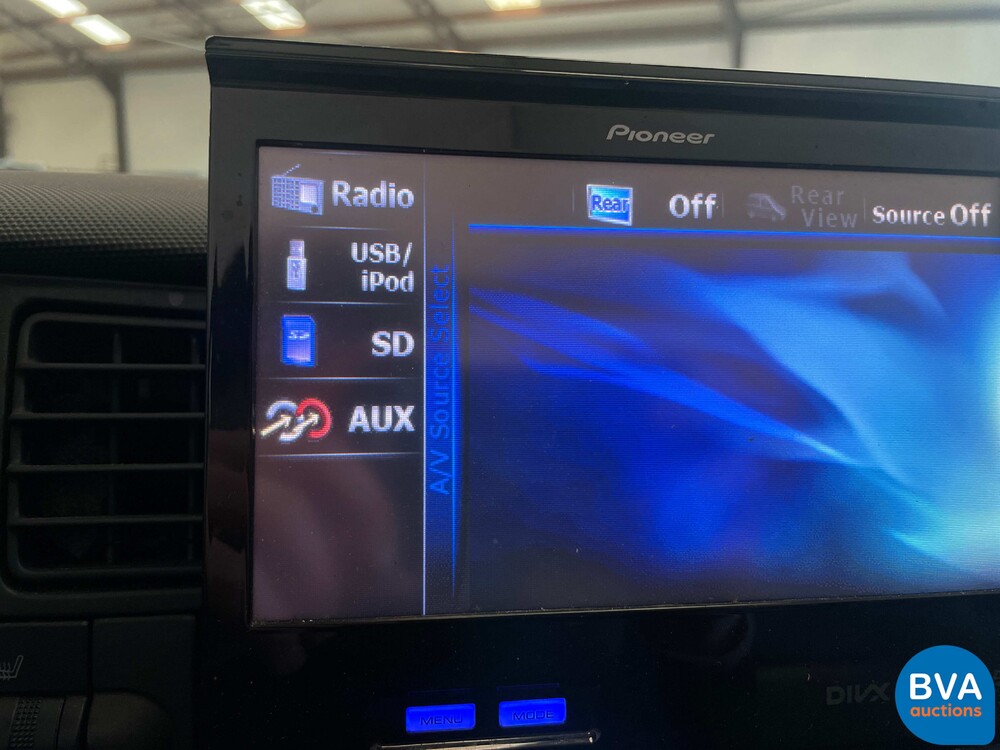 Pioneer
Radio
USB/
iPod
SD
AUX
A/V Source Select
Rear
Off
Rear
View
Source Off
MENU
MODE
DIVX
BVA
auctions